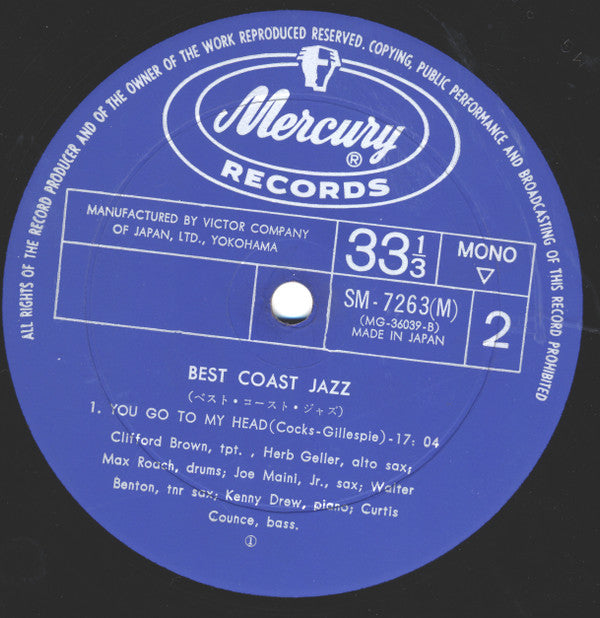 ALL RIGHTS OF THE RECORD PRODUCER AND OF THE OWNER OF THE WORK REPRODUCED RESERVED. COPYING, PUBLIC PERFORMANCE AND BROADCASTING OF THIS RECORD PROHIBITED
Mercury
®
RECORDS
MANUFACTURED BY VICTOR COMPANY
OF JAPAN, LTD., YOKOHAMA
33 1/3
MONO
▽
SM-7263(M)
(MG-36039-B)
MADE IN JAPAN
2
BEST COAST JAZZ
(ベスト・コースト・ジャズ)
1. YOU GO TO MY HEAD(Cocks-Gillespie)-17: 04
Clifford Brown, tpt. , Herb Geller, alto sax;
Max Rouch, drums; Joe Maini, Jr., sax; Walter
Benton, tnr sax; Kenny Drew, piano; Curtis
Counce, bass.
①